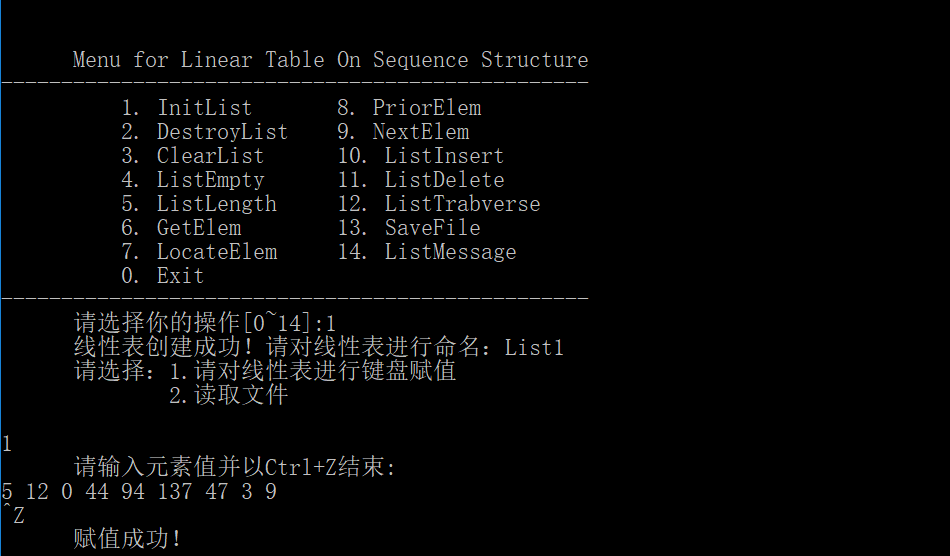 Menu for Linear Table On Sequence Structure
-------------------------------------------------
1. InitList 8. PriorElem
2. DestroyList 9. NextElem
3. ClearList 10. ListInsert
4. ListEmpty 11. ListDelete
5. ListLength 12. ListTrabverse
6. GetElem 13. SaveFile
7. LocateElem 14. ListMessage
0. Exit
-------------------------------------------------
请选择你的操作[0~14]:1
线性表创建成功！请对线性表进行命名：List1
请选择：1.请对线性表进行键盘赋值
2.读取文件
1
请输入元素值并以Ctrl+Z结束:
5 12 0 44 94 137 47 3 9
^Z
赋值成功！